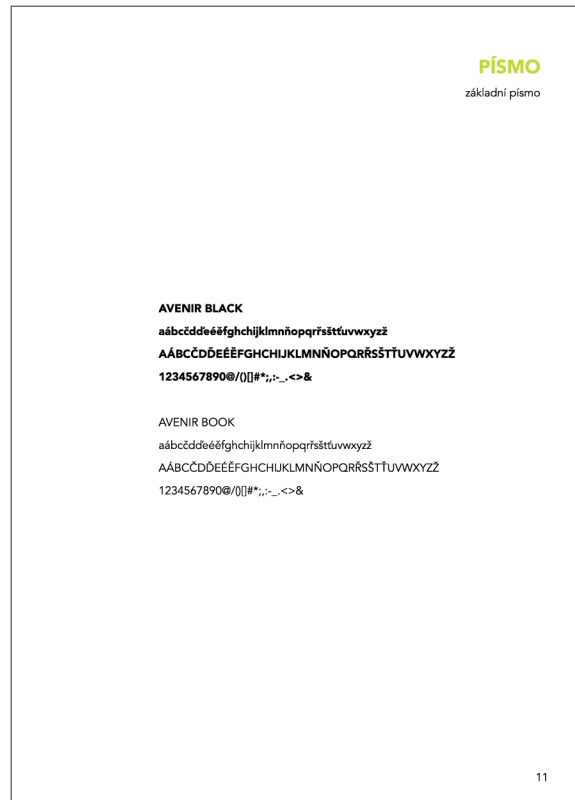 PÍSMO
základní písmo
AVENIR BLACK
aábcčdďeéěfghchijklmnňopqrřsštťuvwxyzž
AÁBCČDĎEÉĚFGHCHIJKLMNŇOPQRŘSŠTŤUVWXYZŽ
1234567890@/()[]#*;,:-_.<>&
AVENIR BOOK
aábcčdďeéěfghchijklmnňopqrřsštťuvwxyzž
AÁBCČDĎEÉĚFGHCHIJKLMNŇOPQRŘSŠTŤUVWXYZŽ
1234567890@/()[]#*;,:-_.<>&
11